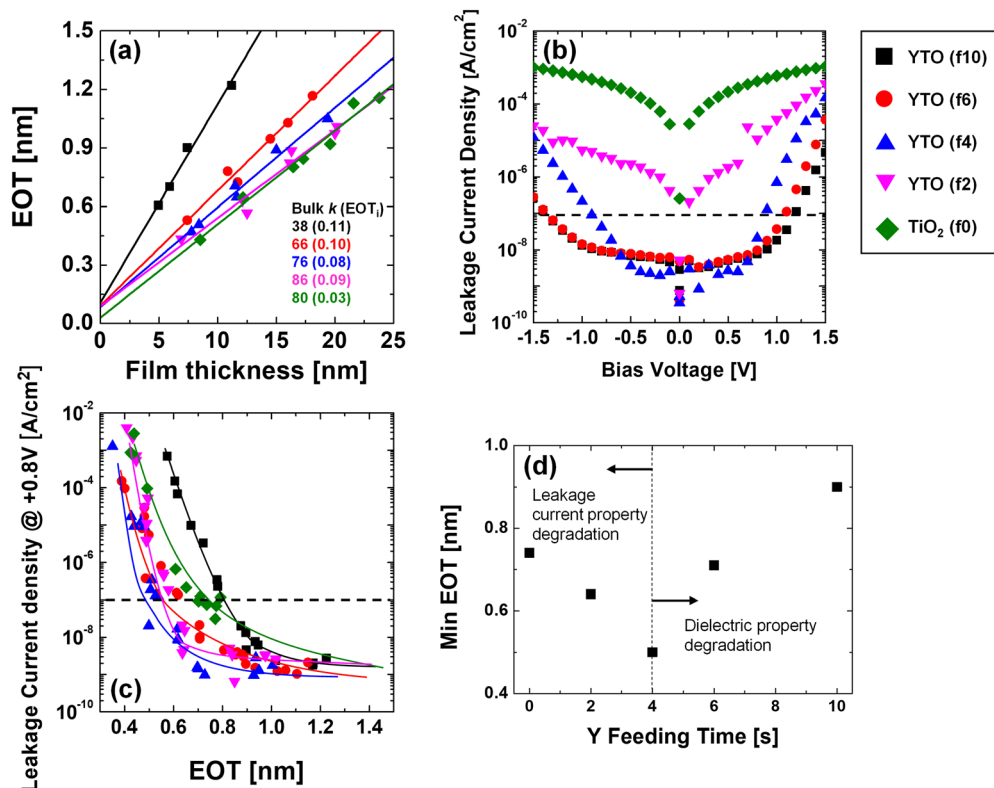 (a)
EOT [nm]
1.5
1.2
0.9
0.6
0.3
0.0
Bulk k (EOTi)
38 (0.11)
66 (0.10)
76 (0.08)
86 (0.09)
80 (0.03)
0 5 10 15 20 25
Film thickness [nm]
(b)
Leakage Current Density [A/cm²]
10⁻²
10⁻⁴
10⁻⁶
10⁻⁸
10⁻¹⁰
-1.5 -1.0 -0.5 0.0 0.5 1.0 1.5
Bias Voltage [V]
YTO (f10)
YTO (f6)
YTO (f4)
YTO (f2)
TiO₂ (f0)
(c)
Leakage Current density @ +0.8V [A/cm²]
10⁻²
10⁻⁴
10⁻⁶
10⁻⁸
10⁻¹⁰
0.4 0.6 0.8 1.0 1.2 1.4
EOT [nm]
(d)
Min EOT [nm]
1.0
0.8
0.6
0.4
Leakage
current property
degradation
Dielectric property
degradation
0 2 4 6 8 10
Y Feeding Time [s]